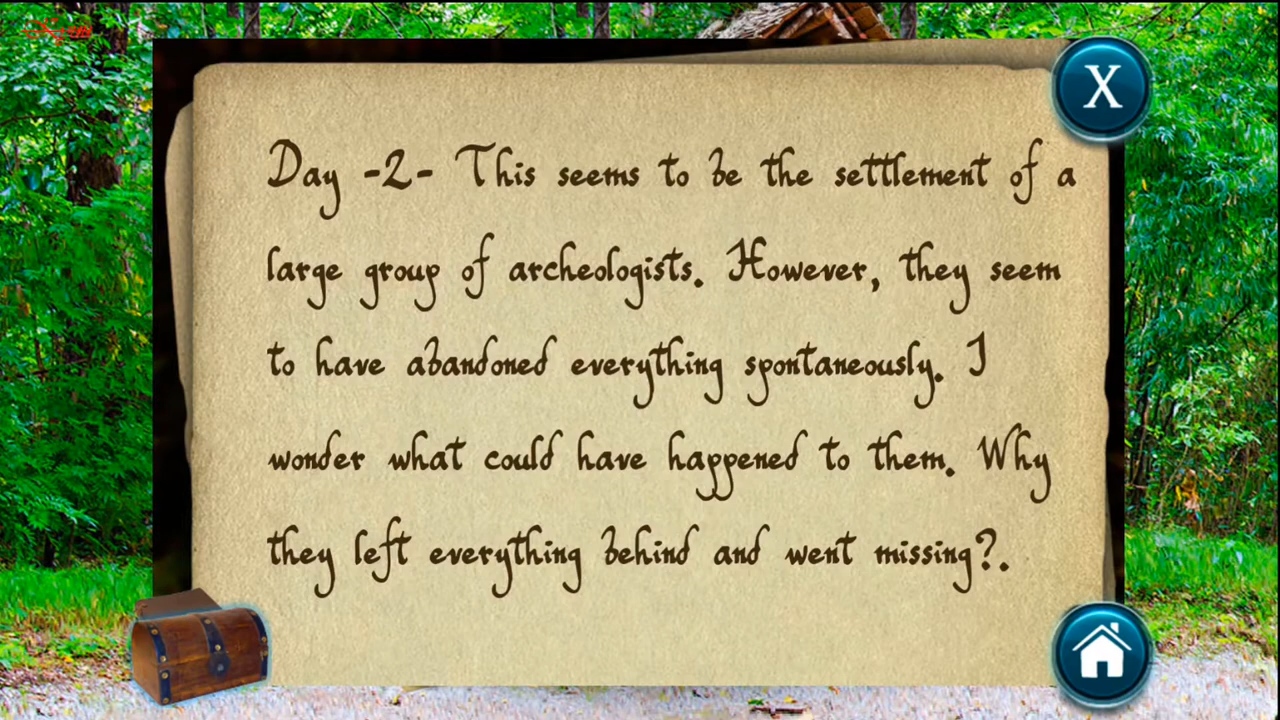 Day -2- This seems to be the settlement of a
large group of archeologists. However, they seem
to have abandoned everything spontaneously. I
wonder what could have happened to them. Why
they left everything behind and went missing?.
X